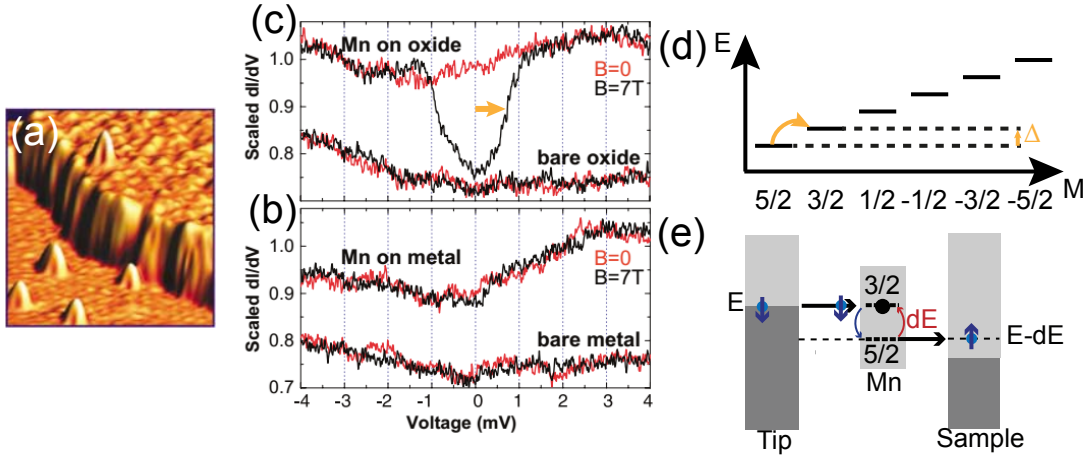 (a)
(c)
Mn on oxide
B=0
B=7T
bare oxide
Scaled dI/dV
1.0
0.9
0.8
(b)
Mn on metal
B=0
B=7T
bare metal
Scaled dI/dV
1.0
0.9
0.8
0.7
-4 -3 -2 -1 0 1 2 3 4
Voltage (mV)
(d)
E
Δ
M
5/2 3/2 1/2 -1/2 -3/2 -5/2
(e)
E
3/2
dE
5/2
E-dE
Mn
Tip
Sample